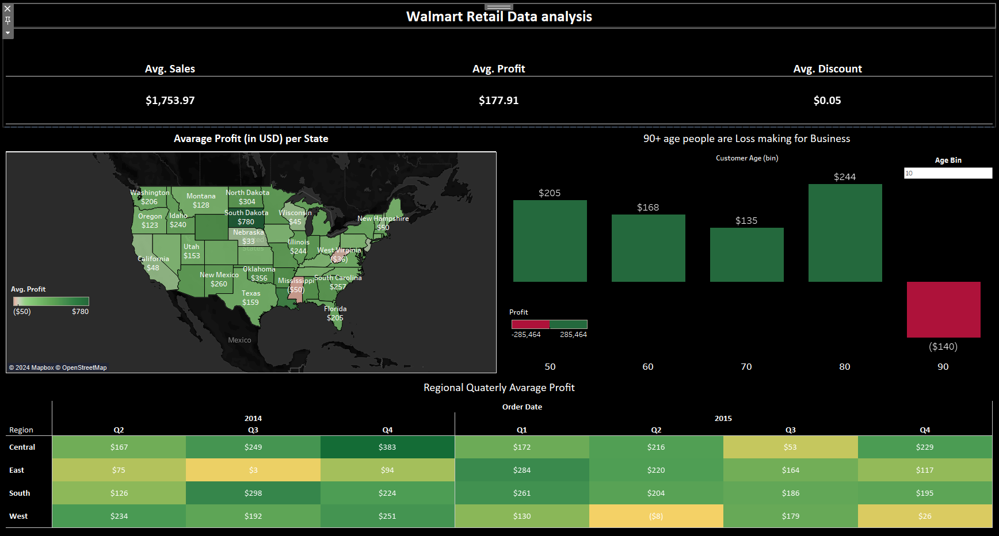 Walmart Retail Data analysis
Avg. Sales
Avg. Profit
Avg. Discount
$1,753.97
$177.91
$0.05
Avarage Profit (in USD) per State
Washington
$206
Montana
$128
North Dakota
$304
Oregon
$123
Idaho
$240
South Dakota
$780
Wisconsin
$45
New Hampshire
$50
Nebraska
$33
United
States
Utah
$153
Illinois
$244
West Virginia
($36)
California
$48
New Mexico
$260
Oklahoma
$356
Mississippi
($50)
South Carolina
$257
Texas
$159
Florida
$205
Mexico
Avg. Profit
($50)
$780
© 2024 Mapbox © OpenStreetMap
90+ age people are Loss making for Business
Customer Age (bin)
Age Bin
10
$205
$168
$135
$244
($140)
Profit
-285,464
285,464
50
60
70
80
90
Regional Quaterly Avarage Profit
Order Date
2014
2015
Region Q2 Q3 Q4 Q1 Q2 Q3 Q4
Central $167 $249 $383 $172 $216 $53 $229
East $75 $3 $94 $284 $220 $164 $117
South $126 $298 $224 $261 $204 $186 $195
West $234 $192 $251 $130 ($8) $179 $26